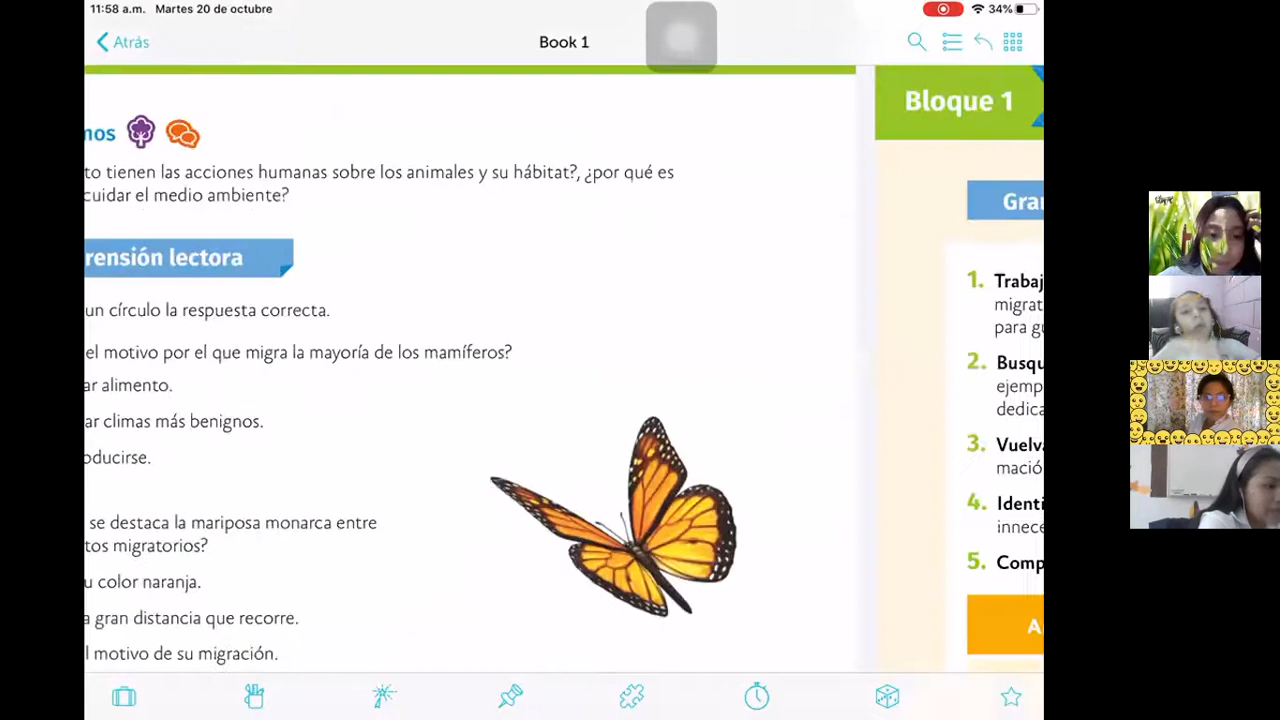 11:58 a.m. Martes 20 de octubre
34%
Atrás
Book 1
mos
to tienen las acciones humanas sobre los animales y su hábitat?, ¿por qué es
cuidar el medio ambiente?
rensión lectora
un círculo la respuesta correcta.
el motivo por el que migra la mayoría de los mamíferos?
ar alimento.
ar climas más benignos.
oducirse.
se destaca la mariposa monarca entre
tos migratorios?
u color naranja.
a gran distancia que recorre.
l motivo de su migración.
Bloque 1
Gra
1. Trabaj
migrat
para gu
2. Busqu
ejemp
dedica
3. Vuelva
mació
4. Identi
innece
5. Comp
A